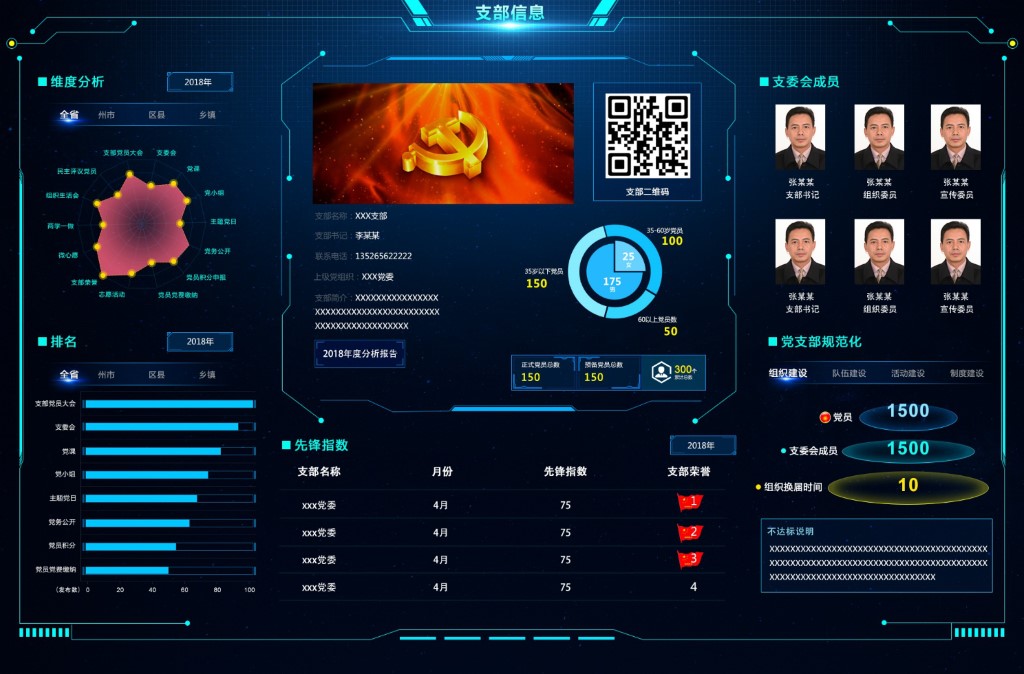 支部信息
维度分析
2018年
全省 州市 区县 乡镇
支部党员大会 支委会
民主评议党员 党课
组织生活会 党小组
两学一做 主题党日
微心愿 党务公开
支部荣誉 党员积分申报
志愿活动 党员党费缴纳
排名
2018年
全省 州市 区县 乡镇
支部党员大会
支委会
党课
党小组
主题党日
党务公开
党员积分
党员党费缴纳
(发布数) 0 20 40 60 80 100
支部二维码
支部名称：XXX支部
支部书记：李某某
联系电话：135265622222
上级党组织：XXX党委
支部简介：XXXXXXXXXXXXXXXX
XXXXXXXXXXXXXXXXXXXXXXXX
XXXXXXXXXXXXXXXXXX
2018年度分析报告
35-60岁党员
100
35岁以下党员
150
25
女
175
男
60以上党员数
50
正式党员总数
150
预备党员总数
150
300个
累计总数
先锋指数
2018年
支部名称 月份 先锋指数 支部荣誉
xxx党委 4月 75 1
xxx党委 4月 75 2
xxx党委 4月 75 3
xxx党委 4月 75 4
支委会成员
张某某 张某某 张某某
支部书记 组织委员 宣传委员
张某某 张某某 张某某
支部书记 组织委员 宣传委员
党支部规范化
组织建设 队伍建设 活动建设 制度建设
党员 1500
支委会成员 1500
组织换届时间 10
不达标说明
XXXXXXXXXXXXXXXXXXXXXXXXXXXXXXXXXXXXXXXXXX
XXXXXXXXXXXXXXXXXXXXXXXXXXXXXXXXXXXXXXXXXX
XXXXXXXXXXXXXXXXXXXXXXXXXXXXXXXX